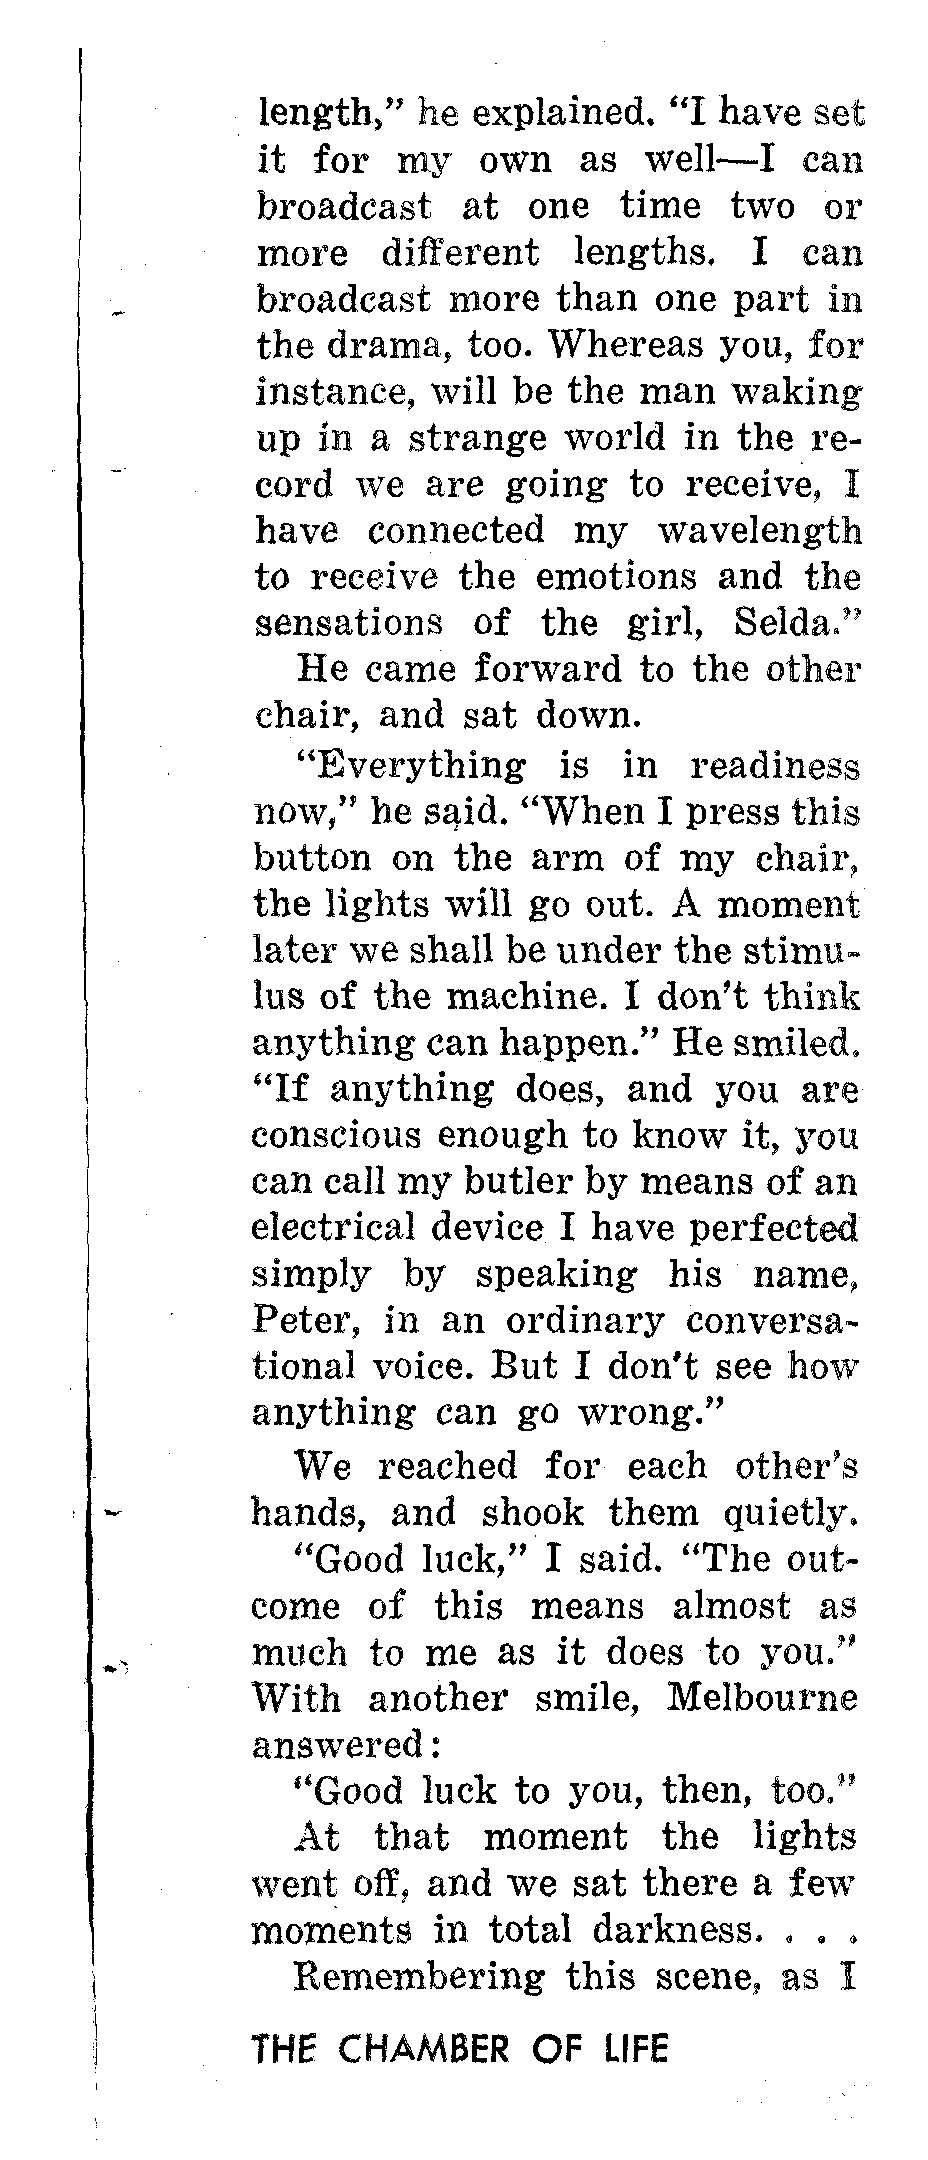 length,” he explained. “I have set
it for my own as well—I can
broadcast at one time two or
more different lengths. I can
broadcast more than one part in
the drama, too. Whereas you, for
instance, will be the man waking
up in a strange world in the re-
cord we are going to receive, I
have connected my wavelength
to receive the emotions and the
sensations of the girl, Selda.”
He came forward to the other
chair, and sat down.
“Everything is in readiness
now,” he said. “When I press this
button on the arm of my chair,
the lights will go out. A moment
later we shall be under the stimu-
lus of the machine. I don’t think
anything can happen.” He smiled.
“If anything does, and you are
conscious enough to know it, you
can call my butler by means of an
electrical device I have perfected
simply by speaking his name,
Peter, in an ordinary conversa-
tional voice. But I don’t see how
anything can go wrong.”
We reached for each other’s
hands, and shook them quietly.
“Good luck,” I said. “The out-
come of this means almost as
much to me as it does to you.”
With another smile, Melbourne
answered:
“Good luck to you, then, too.”
At that moment the lights
went off, and we sat there a few
moments in total darkness. . . .
Remembering this scene, as I
THE CHAMBER OF LIFE